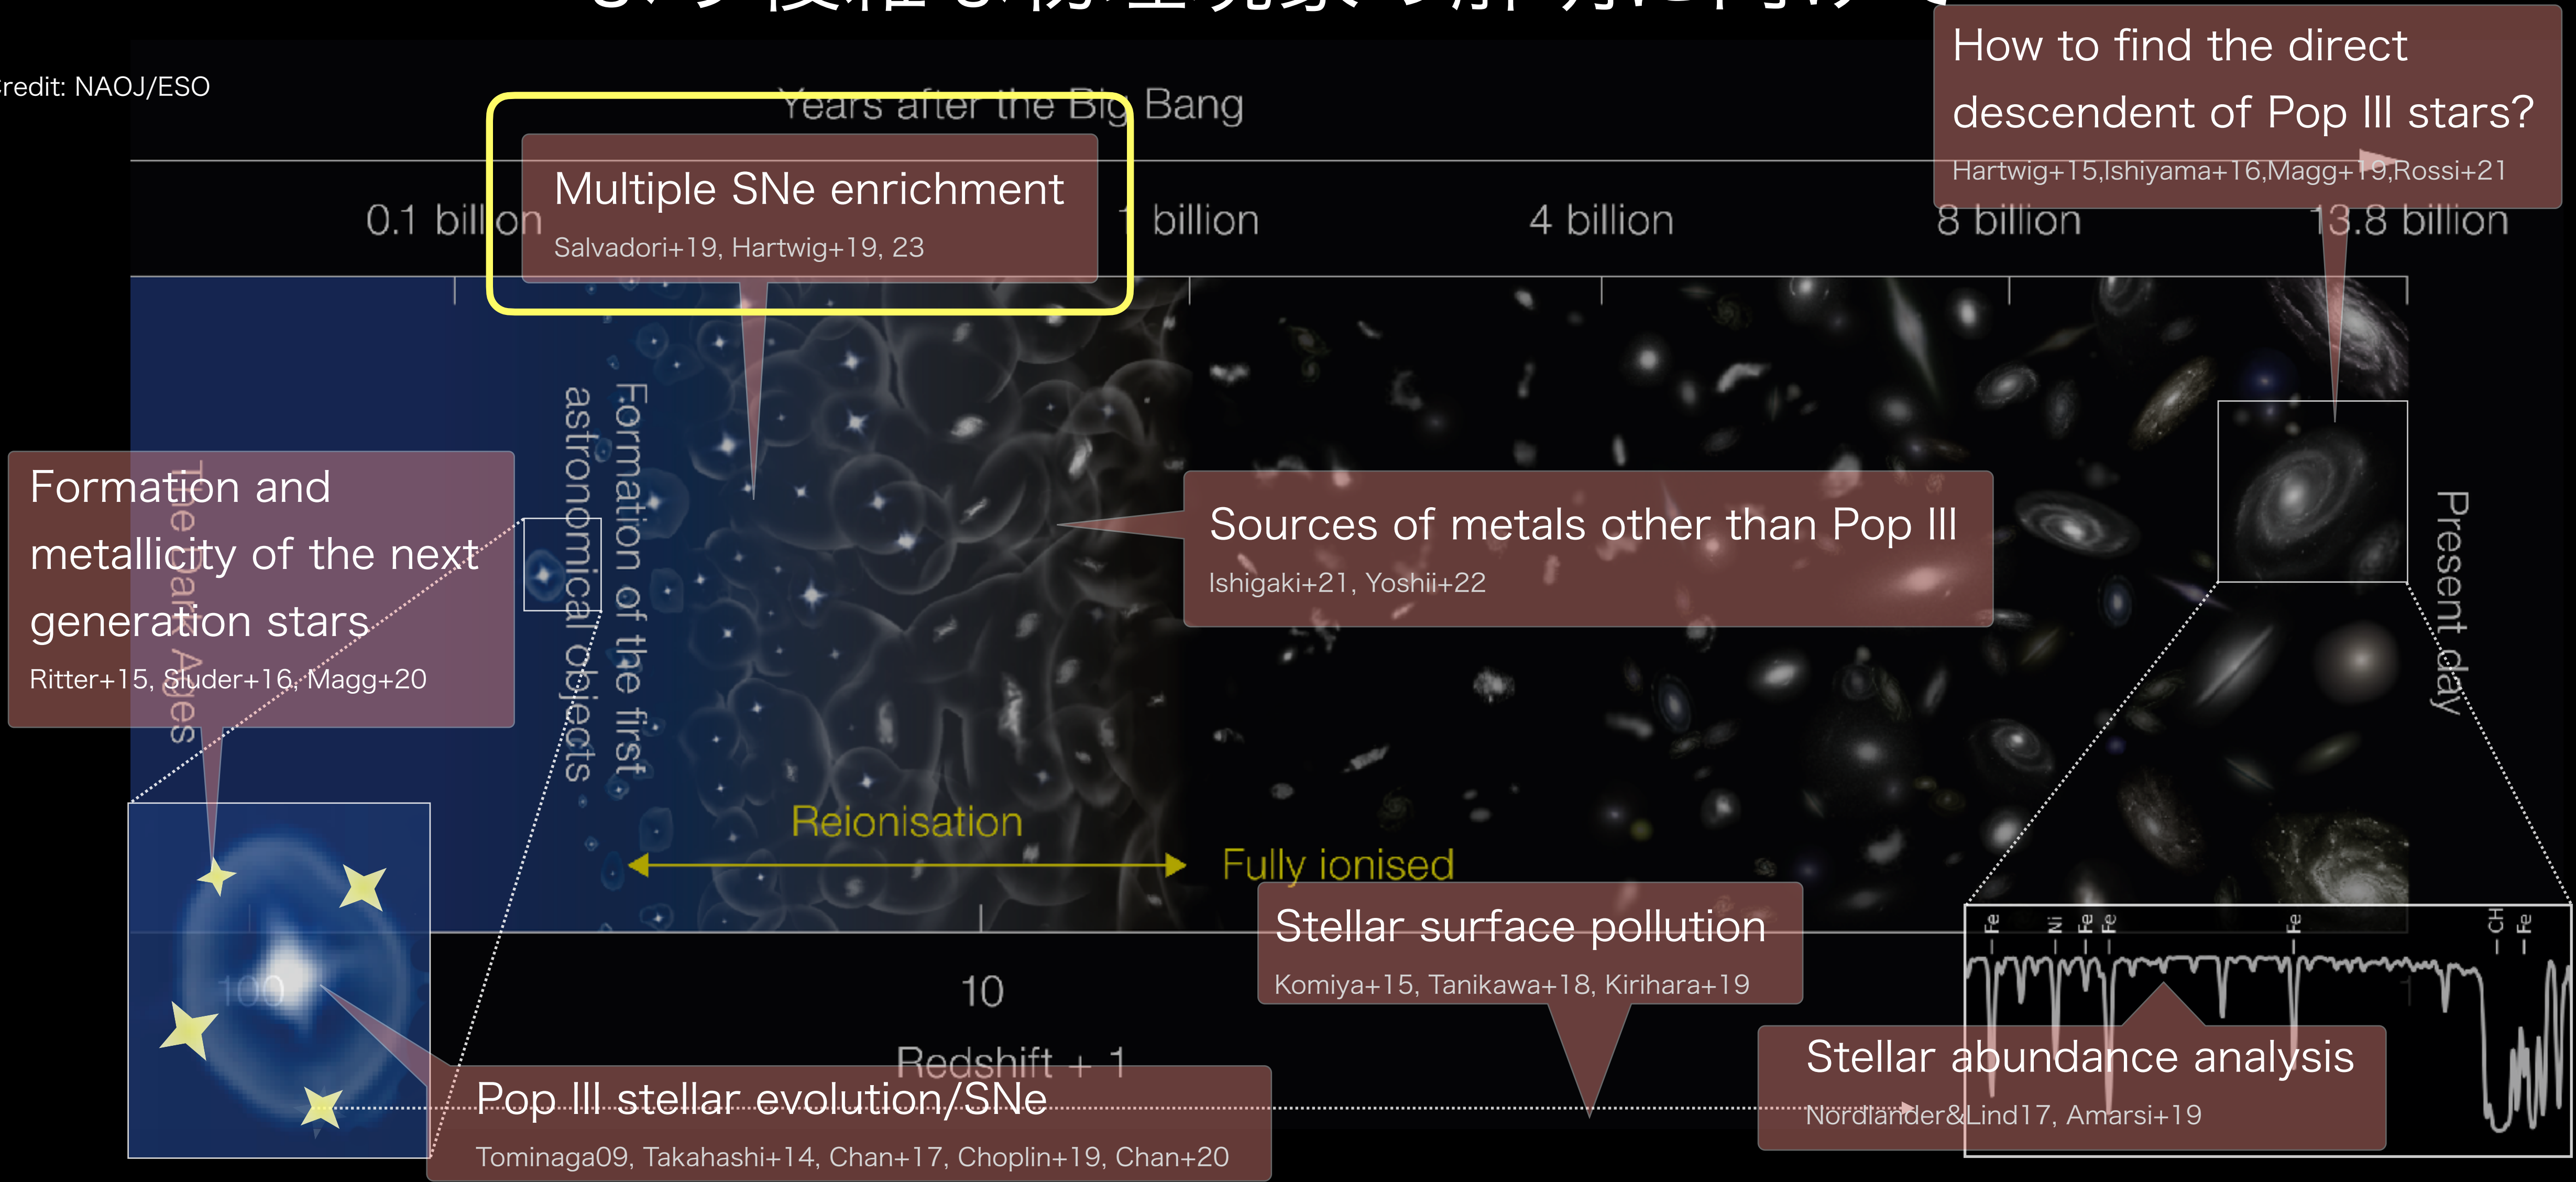 How to find the direct
descendent of Pop III stars?
Hartwig+15,Ishiyama+16,Magg+19,Rossi+21
redit: NAOJ/ESO
Years after the Big Bang
Multiple SNe enrichment
Salvadori+19, Hartwig+19, 23
0.1 billion
1 billion
4 billion
8 billion
13.8 billion
Formation and
metallicity of the next
generation stars
Ritter+15, Sluder+16, Magg+20
The Dark Ages
Formation of the first
astronomical objects
Sources of metals other than Pop III
Ishigaki+21, Yoshii+22
Present day
Reionisation
Fully ionised
Stellar surface pollution
Komiya+15, Tanikawa+18, Kirihara+19
Fe
Ni
Fe
Fe
Fe
CH
Fe
100
10
1
Redshift + 1
Stellar abundance analysis
Nordlander&Lind17, Amarsi+19
Pop III stellar evolution/SNe
Tominaga09, Takahashi+14, Chan+17, Choplin+19, Chan+20